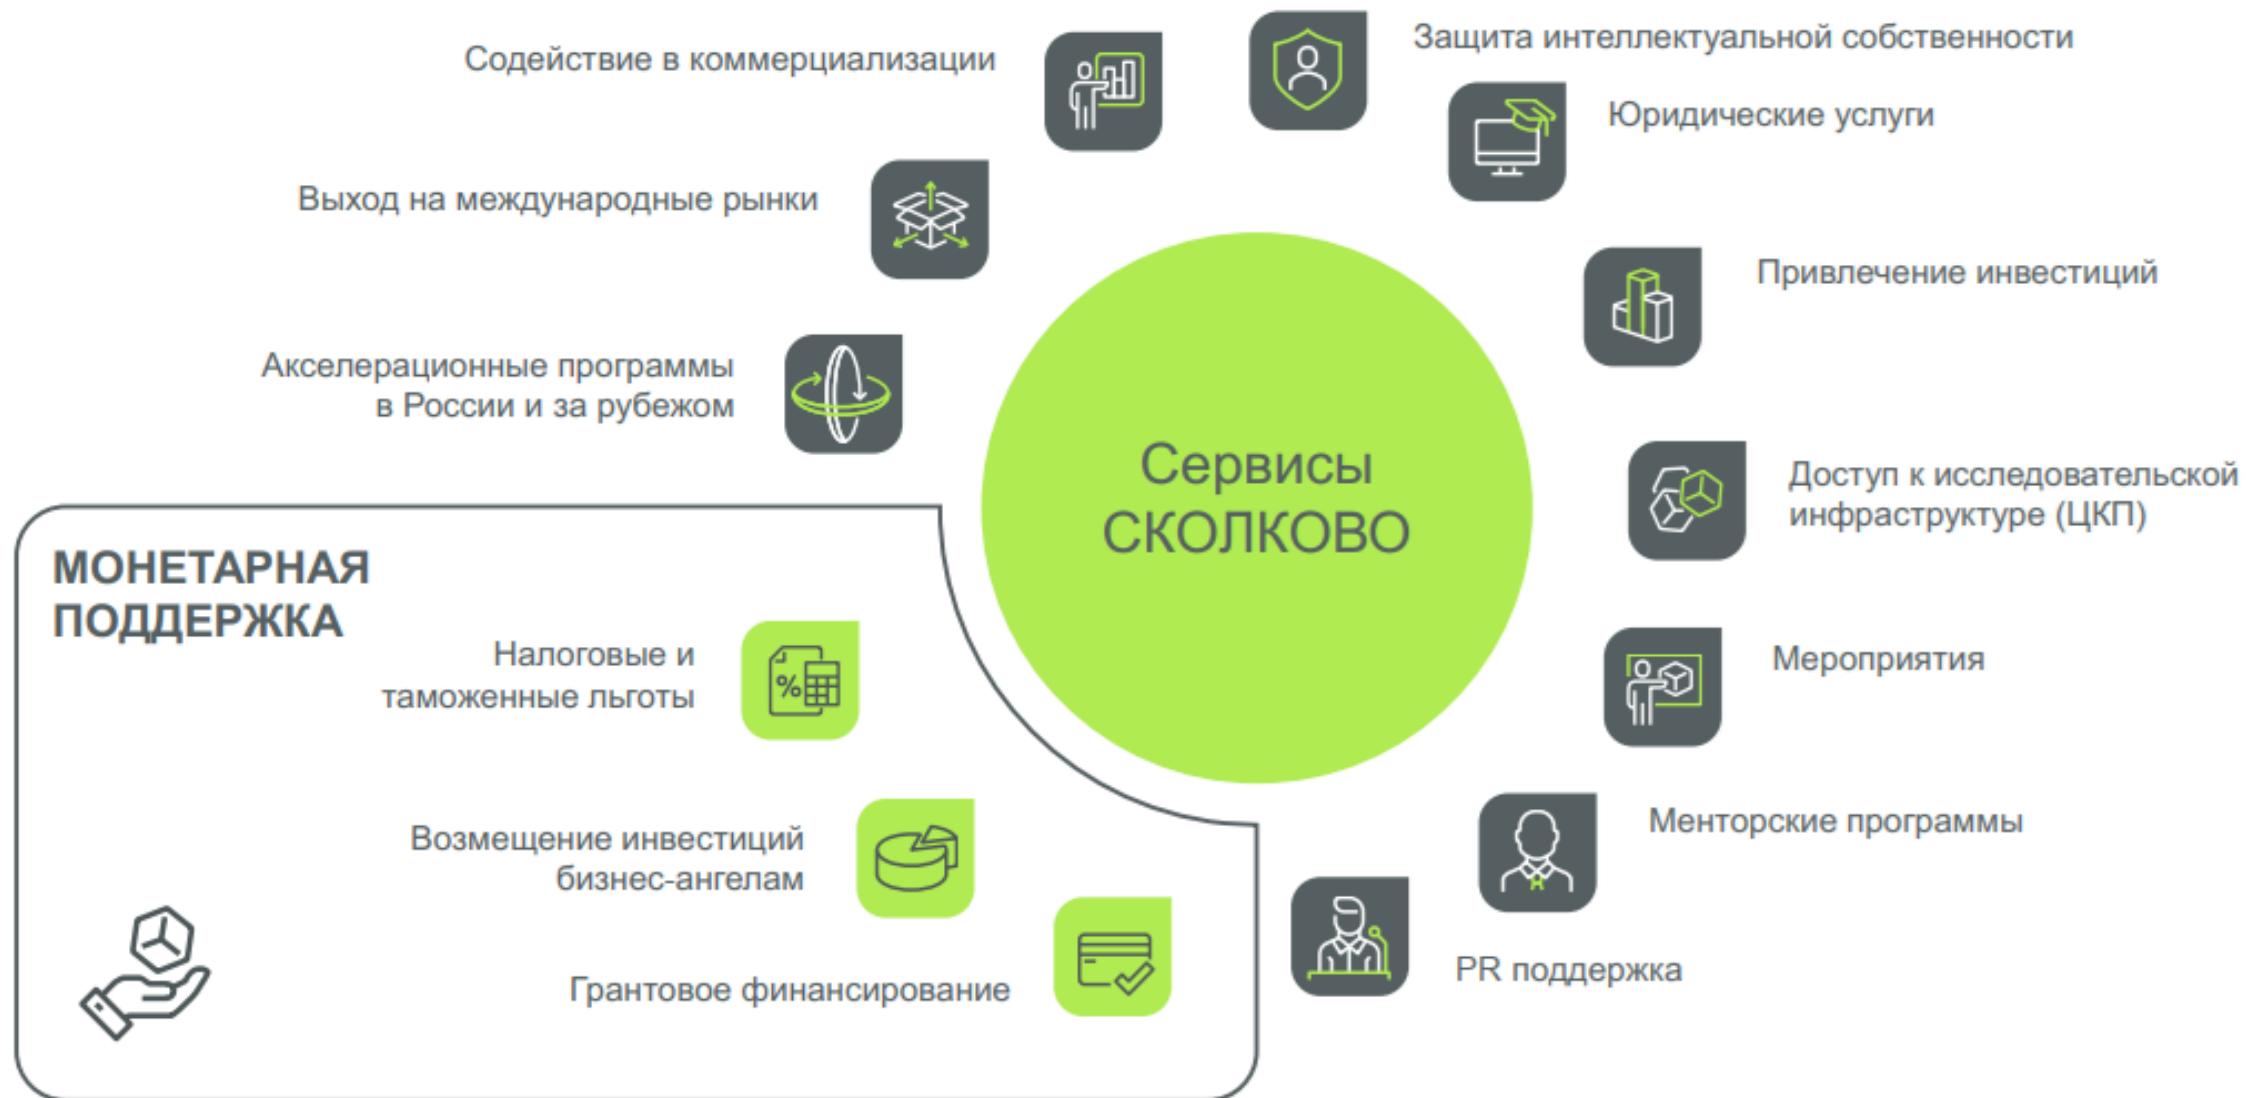 Содействие в коммерциализации
Защита интеллектуальной собственности
Юридические услуги
Выход на международные рынки
Привлечение инвестиций
Акселерационные программы
в России и за рубежом
Сервисы
СКОЛКОВО
Доступ к исследовательской
инфраструктуре (ЦКП)
МОНЕТАРНАЯ
ПОДДЕРЖКА
Налоговые и
таможенные льготы
%
Мероприятия
Возмещение инвестиций
бизнес-ангелам
Менторские программы
Грантовое финансирование
PR поддержка